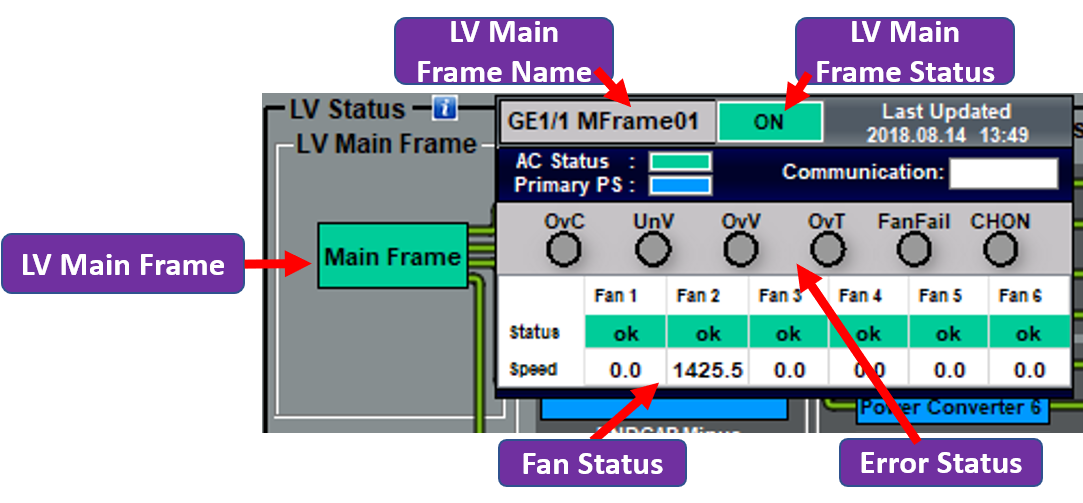 LV Main
Frame Name
LV Main
Frame Status
LV Status
i
LV Main Frame
GE1/1 MFrame01
ON
Last Updated
2018.08.14 13:49
AC Status :
Primary PS :
Communication:
OvC UnV OvV OvT FanFail CHON
LV Main Frame
Main Frame
Fan 1 Fan 2 Fan 3 Fan 4 Fan 5 Fan 6
Status ok ok ok ok ok ok
Speed 0.0 1425.5 0.0 0.0 0.0 0.0
Power Converter 6
Fan Status
Error Status